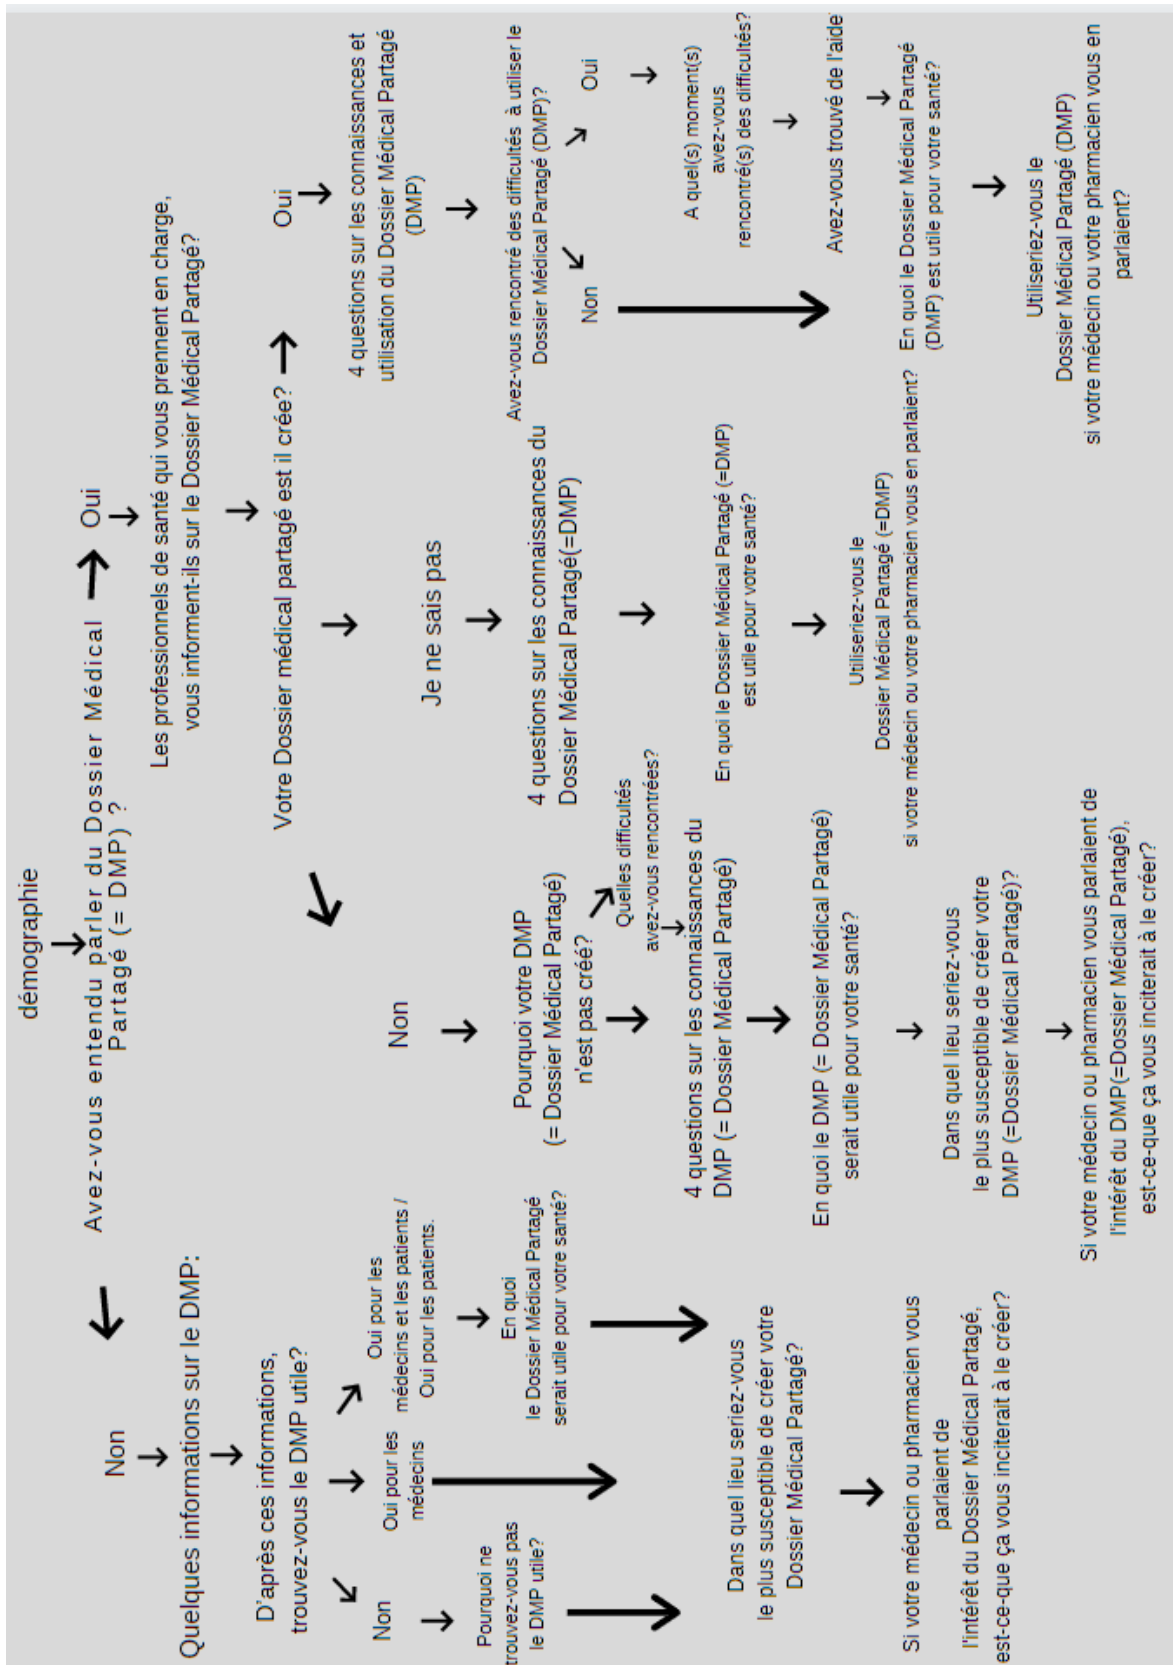 démographie
Avez-vous entendu parler du Dossier Médical
Partagé (= DMP) ?
Non
Quelques informations sur le DMP:
D'après ces informations,
trouvez-vous le DMP utile?
Non
Pourquoi ne
trouvez-vous pas
le DMP utile?
Oui pour les
médecins
Oui pour les
médecins et les patients /
Oui pour les patients.
En quoi
le Dossier Médical Partagé
serait utile pour votre santé?
Dans quel lieu seriez-vous
le plus susceptible de créer votre
Dossier Médical Partagé?
Si votre médecin ou pharmacien vous
parlaient de
l'intérêt du Dossier Médical Partagé,
est-ce-que ça vous inciterait à le créer?
Oui
Les professionnels de santé qui vous prennent en charge,
vous informent-ils sur le Dossier Médical Partagé?
Votre Dossier médical partagé est il crée?
Non
Pourquoi votre DMP
(= Dossier Médical Partagé)
n'est pas créé?
Quelles difficultés
avez-vous rencontrées?
4 questions sur les connaissances du
DMP (= Dossier Médical Partagé)
En quoi le DMP (= Dossier Médical Partagé)
serait utile pour votre santé?
Dans quel lieu seriez-vous
le plus susceptible de créer votre
DMP (=Dossier Médical Partagé)?
Si votre médecin ou pharmacien vous parlaient de
l'intérêt du DMP(=Dossier Médical Partagé),
est-ce-que ça vous inciterait à le créer?
Je ne sais pas
4 questions sur les connaissances du
Dossier Médical Partagé(=DMP)
En quoi le Dossier Médical Partagé (=DMP)
est utile pour votre santé?
Utiliseriez-vous le
Dossier Médical Partagé (=DMP)
si votre médecin ou votre pharmacien vous en parlaient?
Oui
4 questions sur les connaissances et
utilisation du Dossier Médical Partagé
(DMP)
Avez-vous rencontré des difficultés à utiliser le
Dossier Médical Partagé (DMP)?
Non
Oui
A quel(s) moment(s)
avez-vous
rencontré(s) des difficultés?
Avez-vous trouvé de l'aide
En quoi le Dossier Médical Partagé
(DMP) est utile pour votre santé?
Utiliseriez-vous le
Dossier Médical Partagé (DMP)
si votre médecin ou votre pharmacien vous en
parlaient?